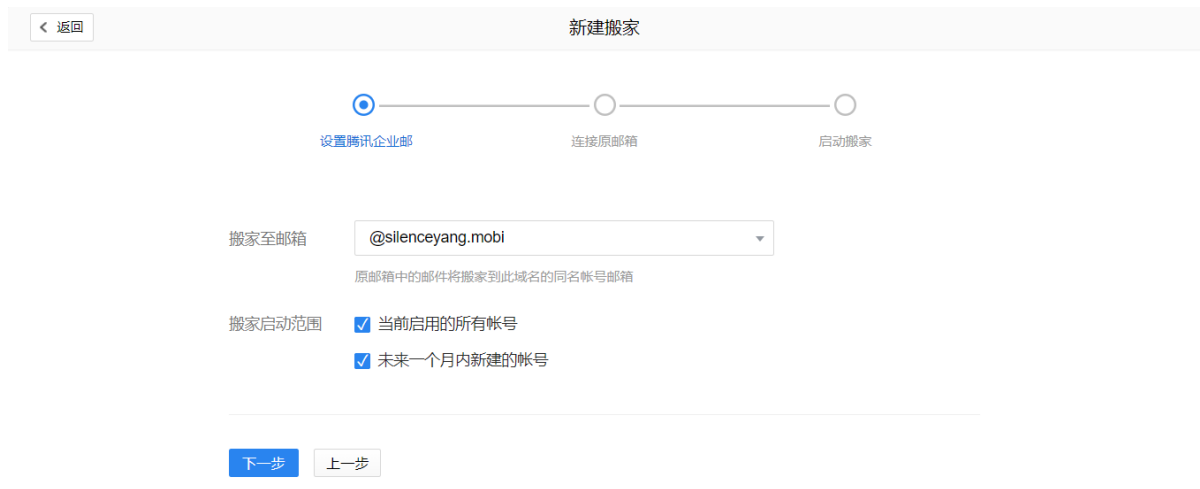 返回
新建搬家
设置腾讯企业邮
连接原邮箱
启动搬家
搬家至邮箱
@silenceyang.mobi
原邮箱中的邮件将搬家到此域名的同名帐号邮箱
搬家启动范围
当前启用的所有帐号
未来一个月内新建的帐号
下一步
上一步